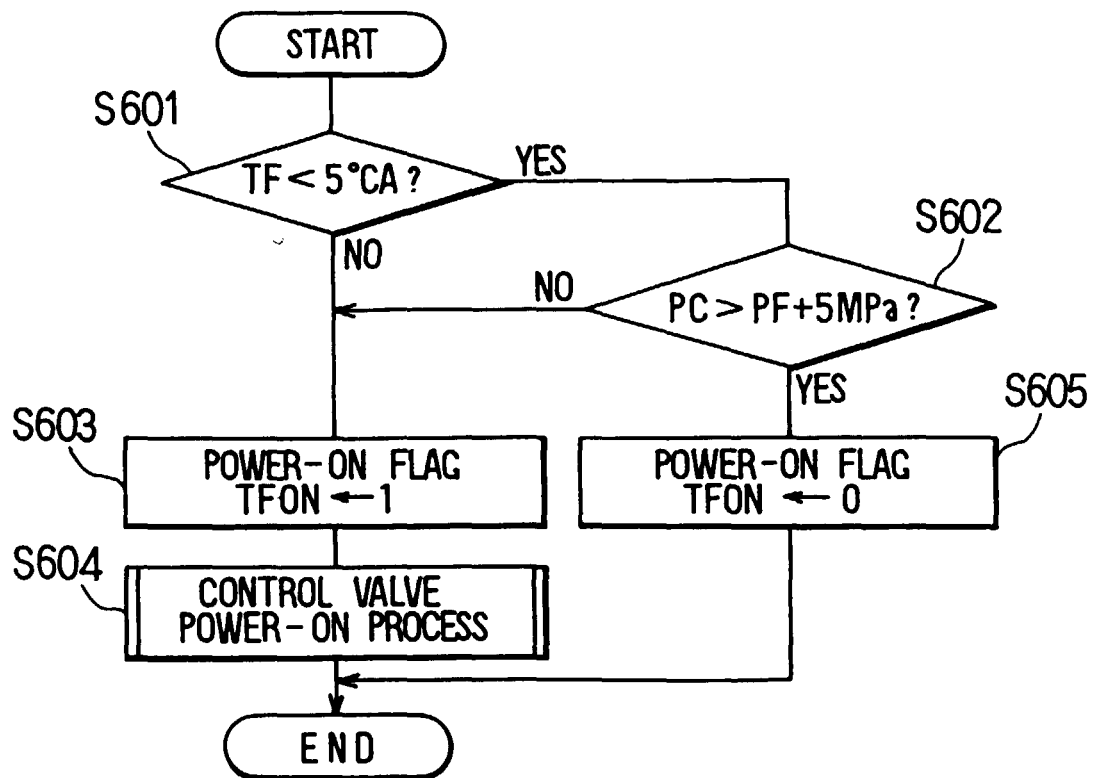 START
S601
TF < 5°CA ?
YES
NO
S602
PC > PF+5MPa ?
NO
YES
S603
POWER-ON FLAG
TFON ← 1
S605
POWER-ON FLAG
TFON ← 0
S604
CONTROL VALVE
POWER-ON PROCESS
END